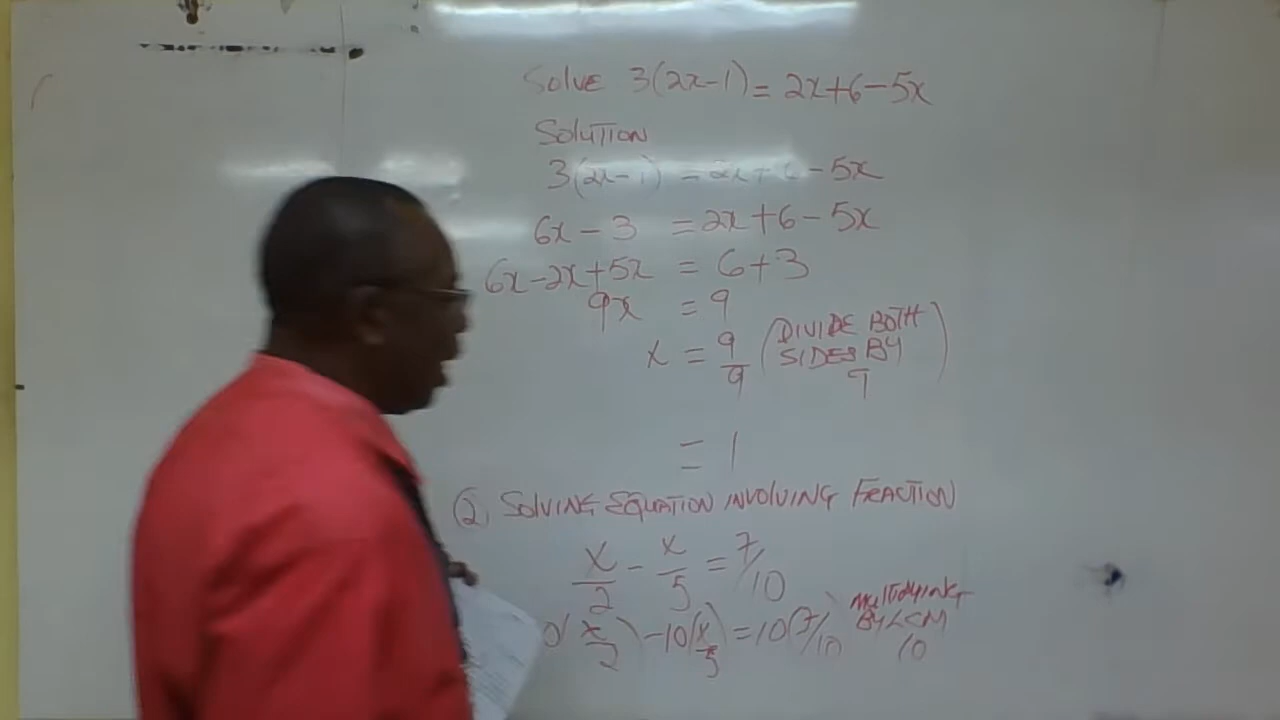 Solve 3(2x-1) = 2x+6-5x
Solution
3(2x-1) = 2x+6-5x
6x-3 = 2x+6-5x
6x-2x+5x = 6+3
9x = 9
x = 9/9 (DIVIDE BOTH
SIDES BY
9)
= 1
(2) SOLVING EQUATION INVOLVING FRACTION
x/2 - x/5 = 7/10
0(x/2) - 10(x/5) = 10(7/10
BY LCM
10